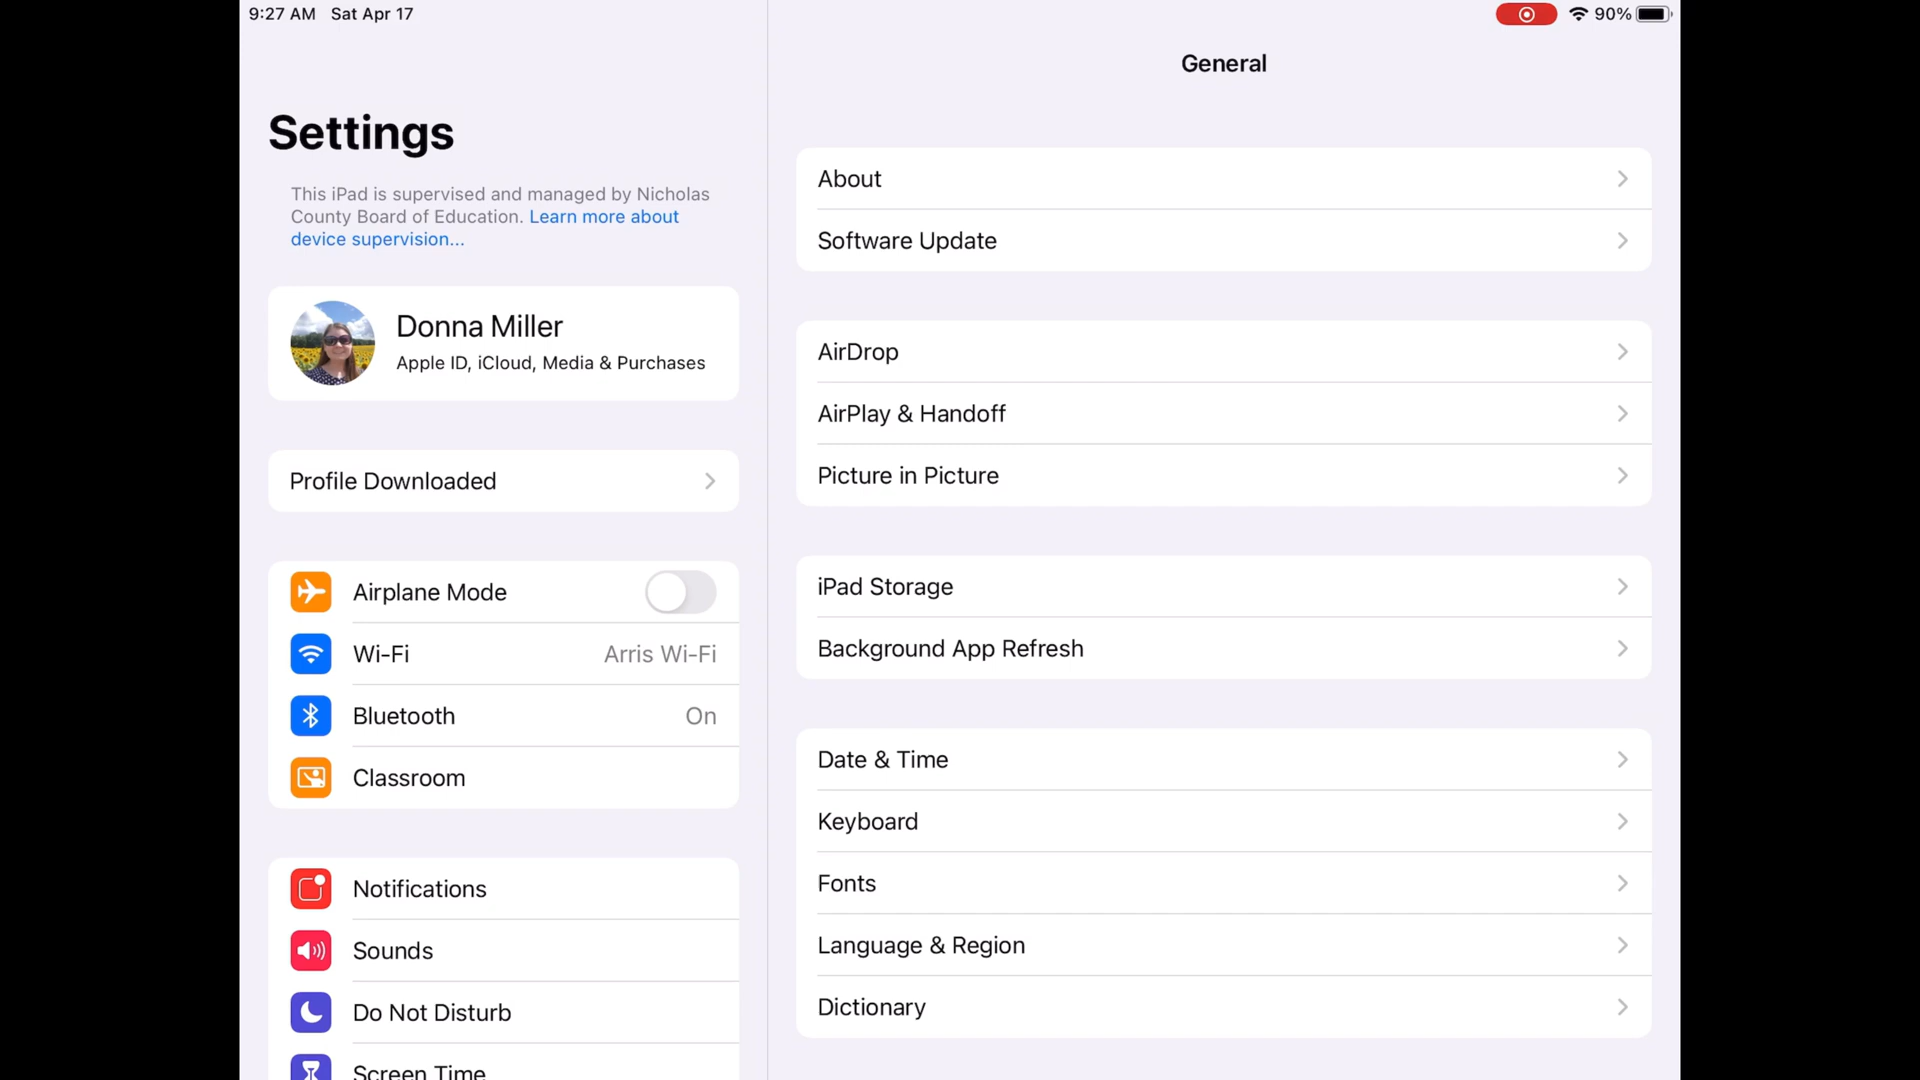 9:27 AM Sat Apr 17
90%
Settings
This iPad is supervised and managed by Nicholas
County Board of Education. Learn more about
device supervision...
Donna Miller
Apple ID, iCloud, Media & Purchases
Profile Downloaded
Airplane Mode
Wi-Fi Arris Wi-Fi
Bluetooth On
Classroom
Notifications
Sounds
Do Not Disturb
Screen Time
General
About
Software Update
AirDrop
AirPlay & Handoff
Picture in Picture
iPad Storage
Background App Refresh
Date & Time
Keyboard
Fonts
Language & Region
Dictionary